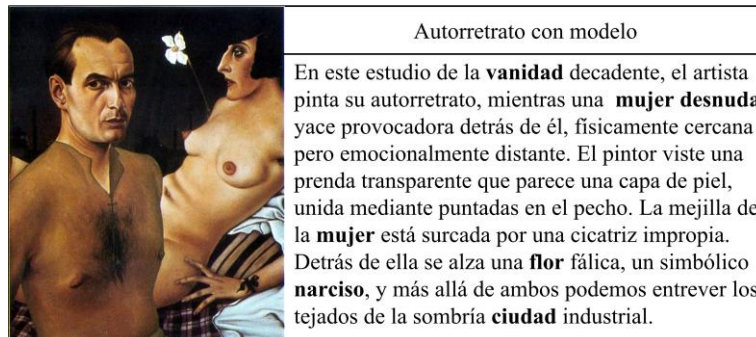 Autorretrato con modelo
En este estudio de la vanidad decadente, el artista
pinta su autorretrato, mientras una mujer desnuda
yace provocadora detrás de él, físicamente cercana
pero emocionalmente distante. El pintor viste una
prenda transparente que parece una capa de piel,
unida mediante puntadas en el pecho. La mejilla de
la mujer está surcada por una cicatriz impropia.
Detrás de ella se alza una flor fálica, un simbólico
narciso, y más allá de ambos podemos entrever los
tejados de la sombría ciudad industrial.